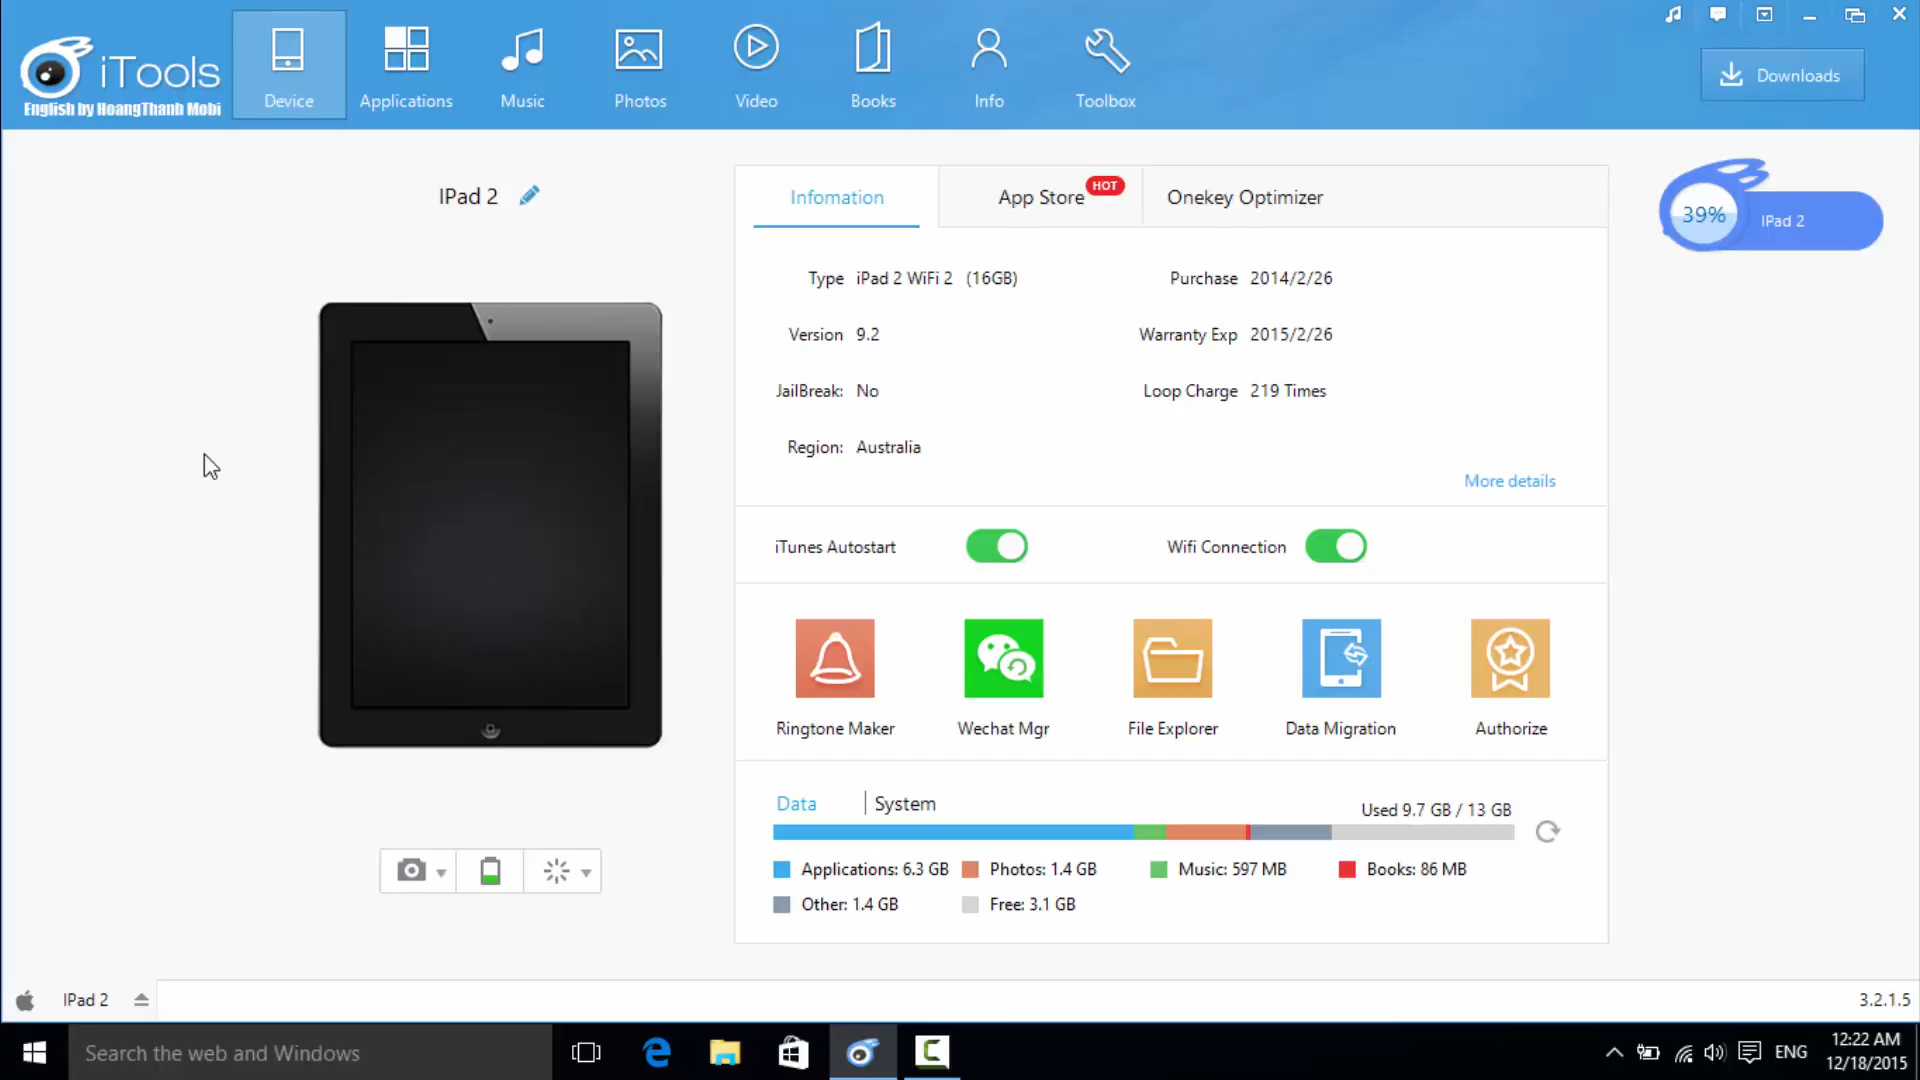 iTools
English by HoangThanh Mobi
Device
Applications
Music
Photos
Video
Books
Info
Toolbox
Downloads
IPad 2
Infomation
App Store
HOT
Onekey Optimizer
39%
IPad 2
Type iPad 2 WiFi 2 (16GB)
Purchase 2014/2/26
Version 9.2
Warranty Exp 2015/2/26
JailBreak: No
Loop Charge 219 Times
Region: Australia
More details
iTunes Autostart
Wifi Connection
Ringtone Maker
Wechat Mgr
File Explorer
Data Migration
Authorize
Data
System
Used 9.7 GB / 13 GB
Applications: 6.3 GB
Photos: 1.4 GB
Music: 597 MB
Books: 86 MB
Other: 1.4 GB
Free: 3.1 GB
IPad 2
3.2.1.5
Search the web and Windows
ENG
12:22 AM
12/18/2015